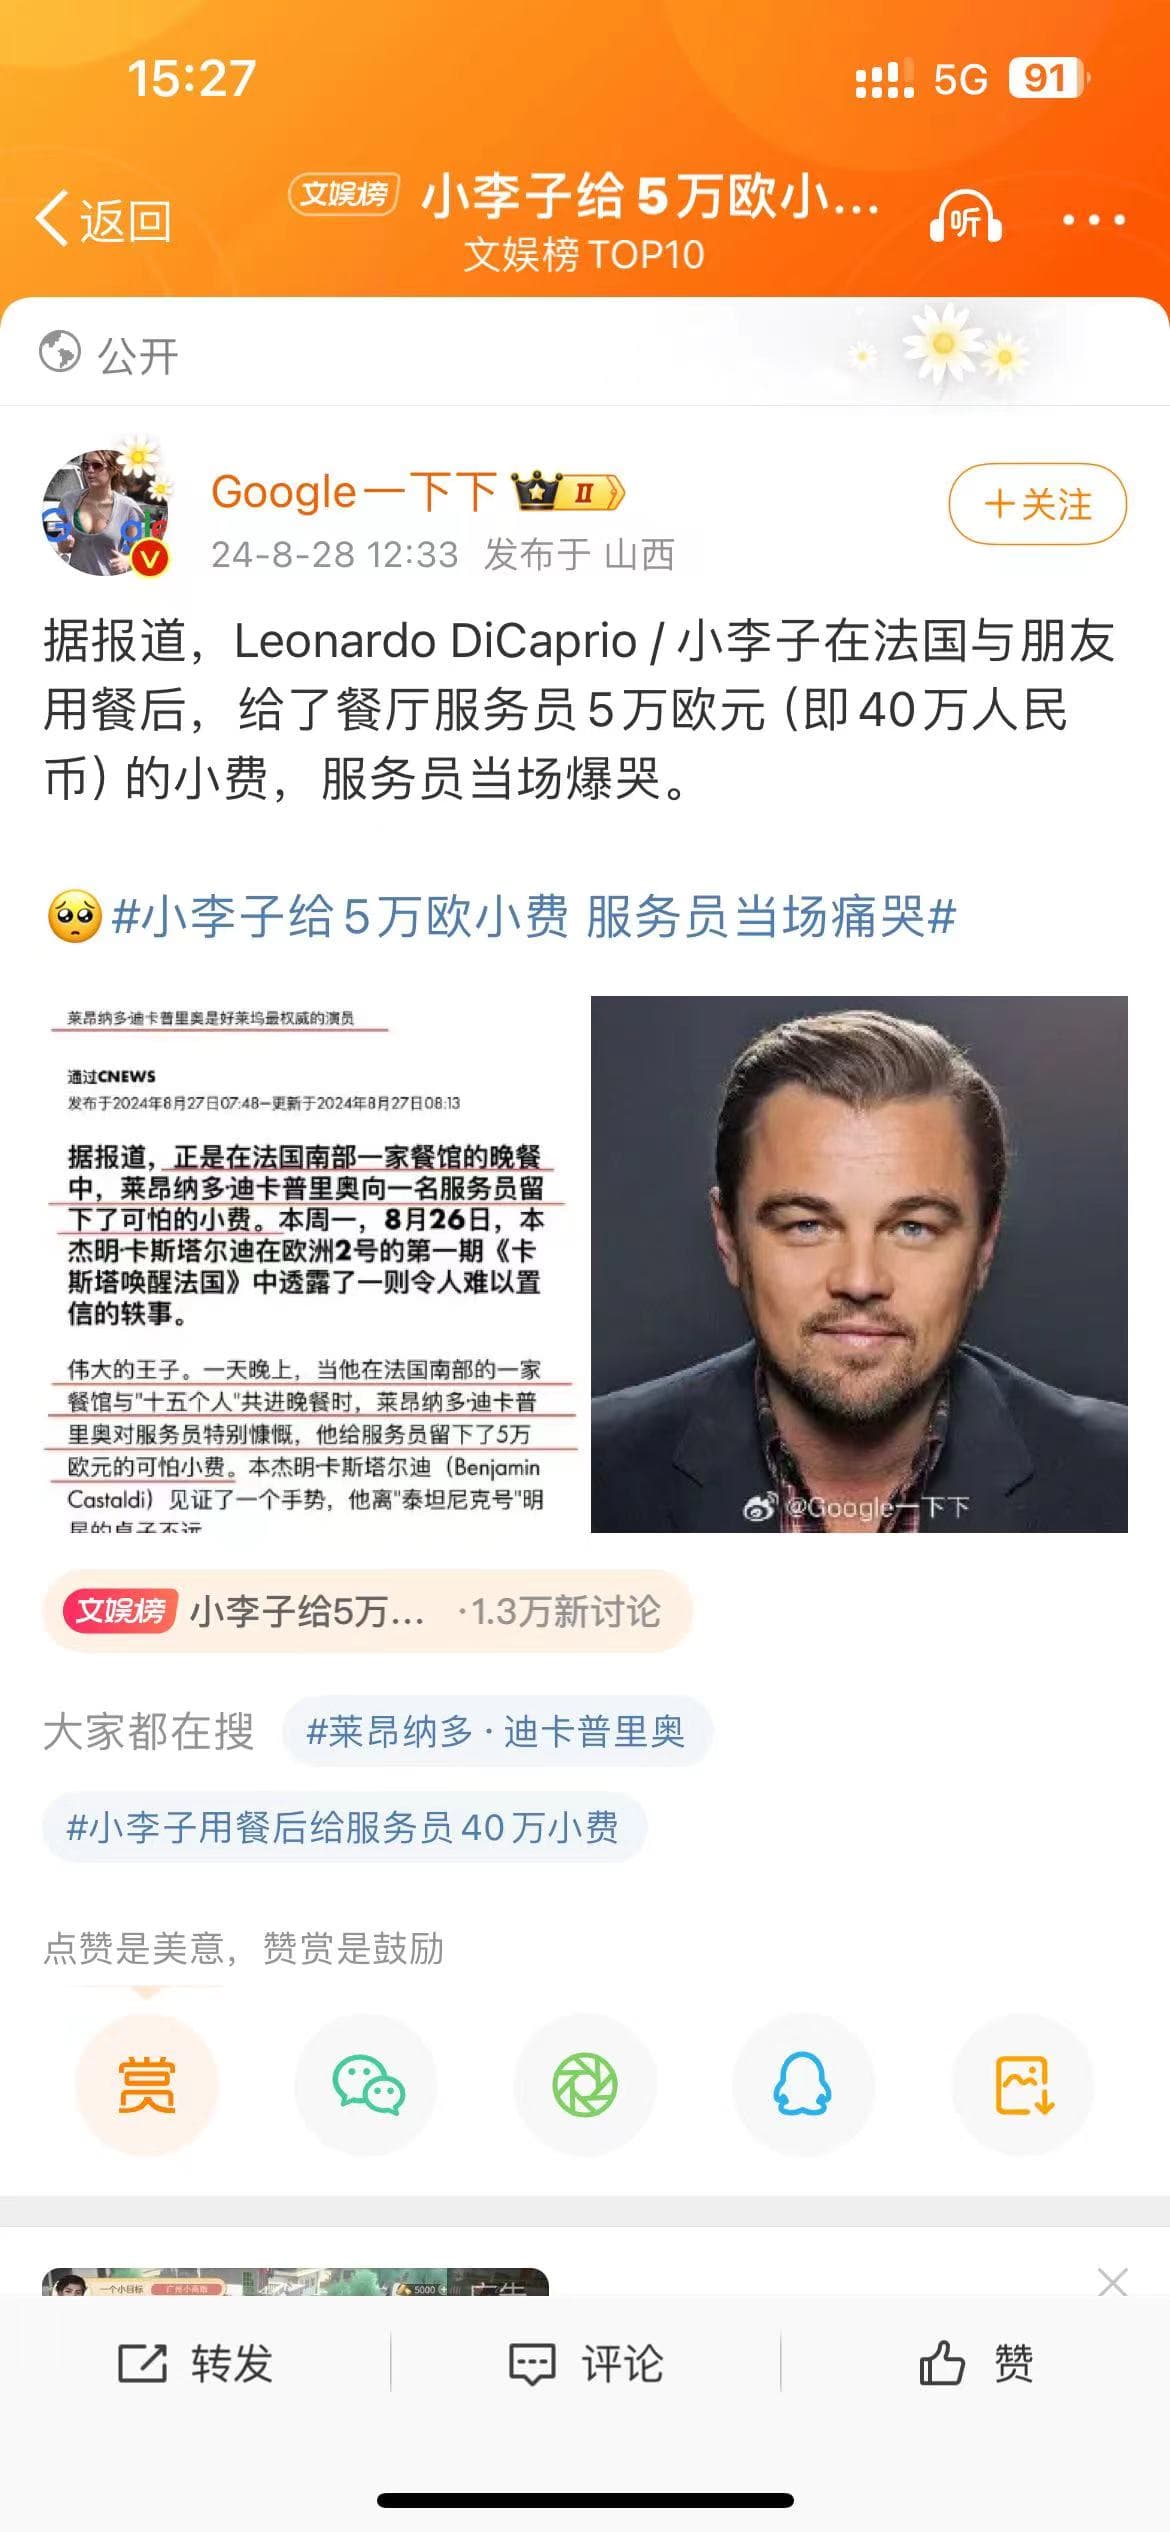 15:27
5G 91
返回
文娱榜 小李子给5万欧小...
听
文娱榜TOP10
公开
Google一下下 II
24-8-28 12:33 发布于 山西
+关注
据报道，Leonardo DiCaprio / 小李子在法国与朋友
用餐后，给了餐厅服务员5万欧元（即40万人民
币）的小费，服务员当场爆哭。
#小李子给5万欧小费 服务员当场痛哭#
莱昂纳多·迪卡普里奥是好莱坞最权威的演员
通过CNEWS
发布于2024年8月27日07:48-更新于2024年8月27日08:13
据报道，正是在法国南部一家餐馆的晚餐
中，莱昂纳多·迪卡普里奥向一名服务员留
下了可怕的小费。本周一，8月26日，本
杰明·卡斯塔尔迪在欧洲2号的第一期《卡
斯塔唤醒法国》中透露了一则令人难以置
信的轶事。
伟大的王子。一天晚上，当他在法国南部的一家
餐馆与"十五个人"共进晚餐时，莱昂纳多·迪卡普
里奥对服务员特别慷慨，他给服务员留下了5万
欧元的可怕小费。本杰明·卡斯塔尔迪（Benjamin
Castaldi）见证了一个手势，他离"泰坦尼克号"明
星的桌子不远
@Google一下下
文娱榜 小李子给5万... ·1.3万新讨论
大家都在搜 #莱昂纳多·迪卡普里奥
#小李子用餐后给服务员40万小费
点赞是美意，赞赏是鼓励
赏
一个小目标
5000
转发
评论
赞